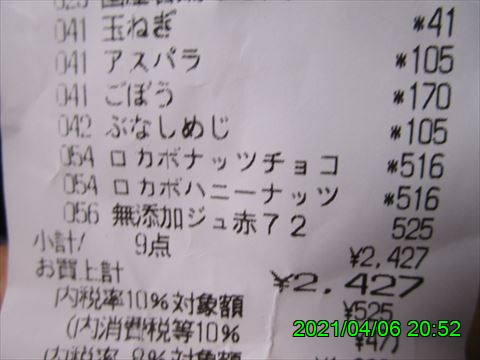 041 玉ねぎ *41
041 アスパラ *105
041 ごぼう *170
042 ぶなしめじ *105
054 ロカボナッツチョコ *516
054 ロカボハニーナッツ *516
056 無添加ジュ赤72 525
小計/ 9点 ¥2,427
お買上計 ¥2,427
内税率10%対象額 ¥525
(内消費税等10%
2021/04/06 20:52